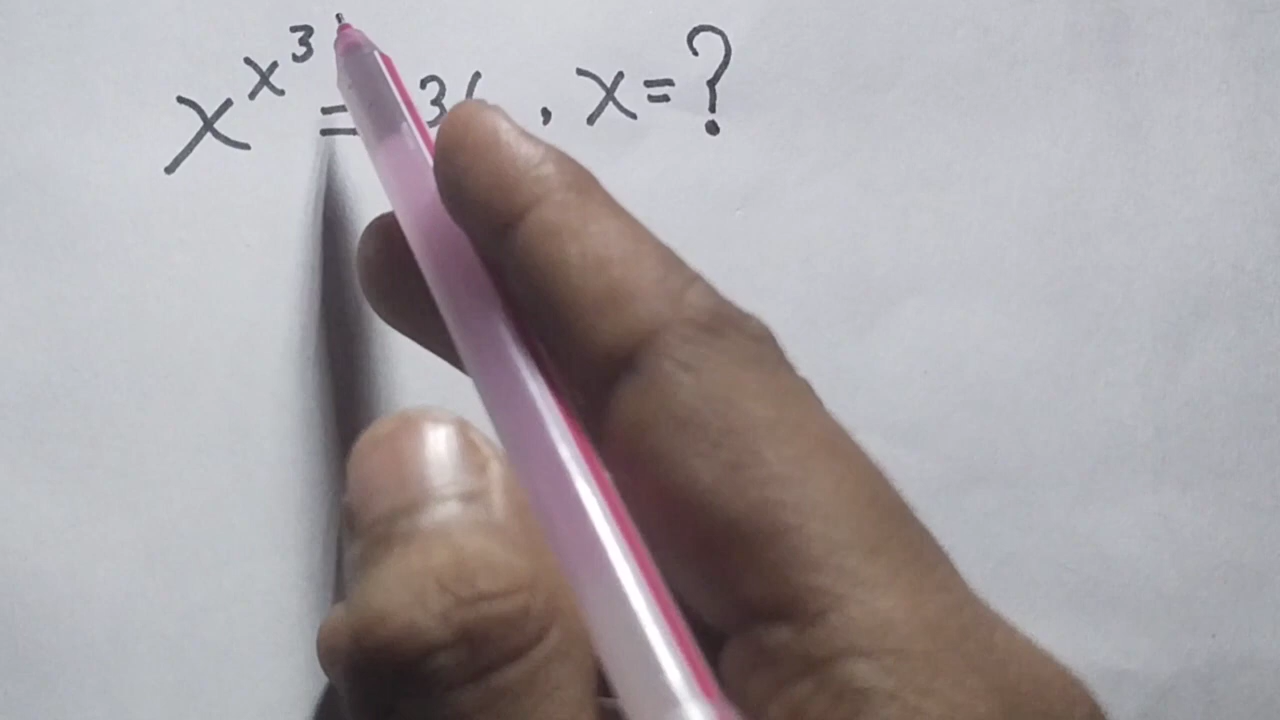 x^{x^3} = 3 , x = ?